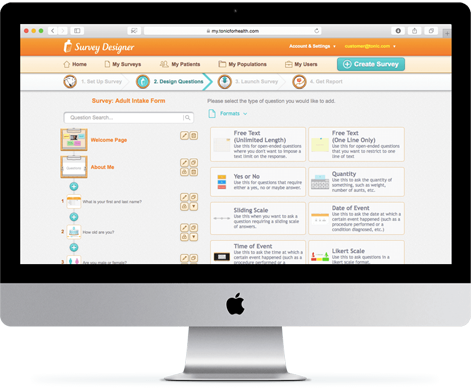 my.tonicforhealth.com
Survey Designer
Account & Settings
customer@tonic.com
Home
My Surveys
My Patients
My Populations
My Users
Create Survey
1. Set Up Survey
2. Design Questions
3. Launch Survey
4. Get Report
Survey: Adult Intake Form
Question Search...
Welcome Page
About Me
1
What is your first and last name?
2
How old are you?
3
Are you male or female?
Please select the type of question you would like to add.
Formats
Free Text
(Unlimited Length)
Use this for open-ended questions
where you don't want to impose a
text limit on the response.
Free Text
(One Line Only)
Use this for open ended questions
that you want to restrict to one
line of text
Yes or No
Use this for questions that require
either a yes, no or maybe answer.
Quantity
Use this to ask the quantity of
something, such as weight,
number of aunts, etc.
Sliding Scale
Use this when you want to ask a
question requiring a sliding scale
of answers.
Date of Event
Use this to ask the date at which a
certain event happened (such as a
procedure performed or a
condition diagnosed, etc.)
Time of Event
Use this to ask the time at which a
certain event happened (such as a
procedure performed or a
Likert Scale
Use this to ask questions in a
likert scale format.